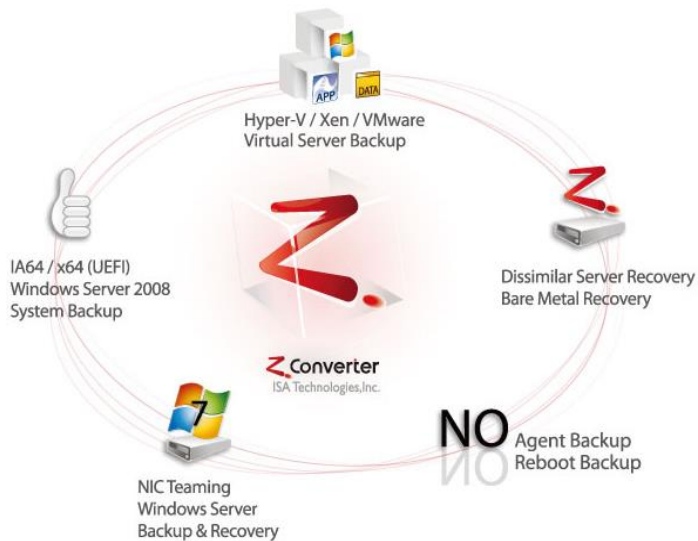 APP
DATA
Hyper-V / Xen / VMware
Virtual Server Backup
IA64 / x64 (UEFI)
Windows Server 2008
System Backup
Z.
Dissimilar Server Recovery
Bare Metal Recovery
Z.
Z.Converter
ISA Technologies,Inc.
7
NIC Teaming
Windows Server
Backup & Recovery
NO Agent Backup
Reboot Backup